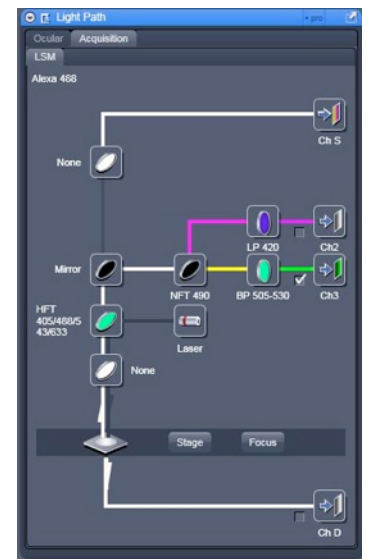 Light Path
pro
Ocular
Acquisition
LSM
Alexa 488
Ch S
None
LP 420
Ch2
Mirror
NFT 490
BP 505-530
Ch3
HFT
405/488/5
43/633
Laser
None
Stage
Focus
Ch D